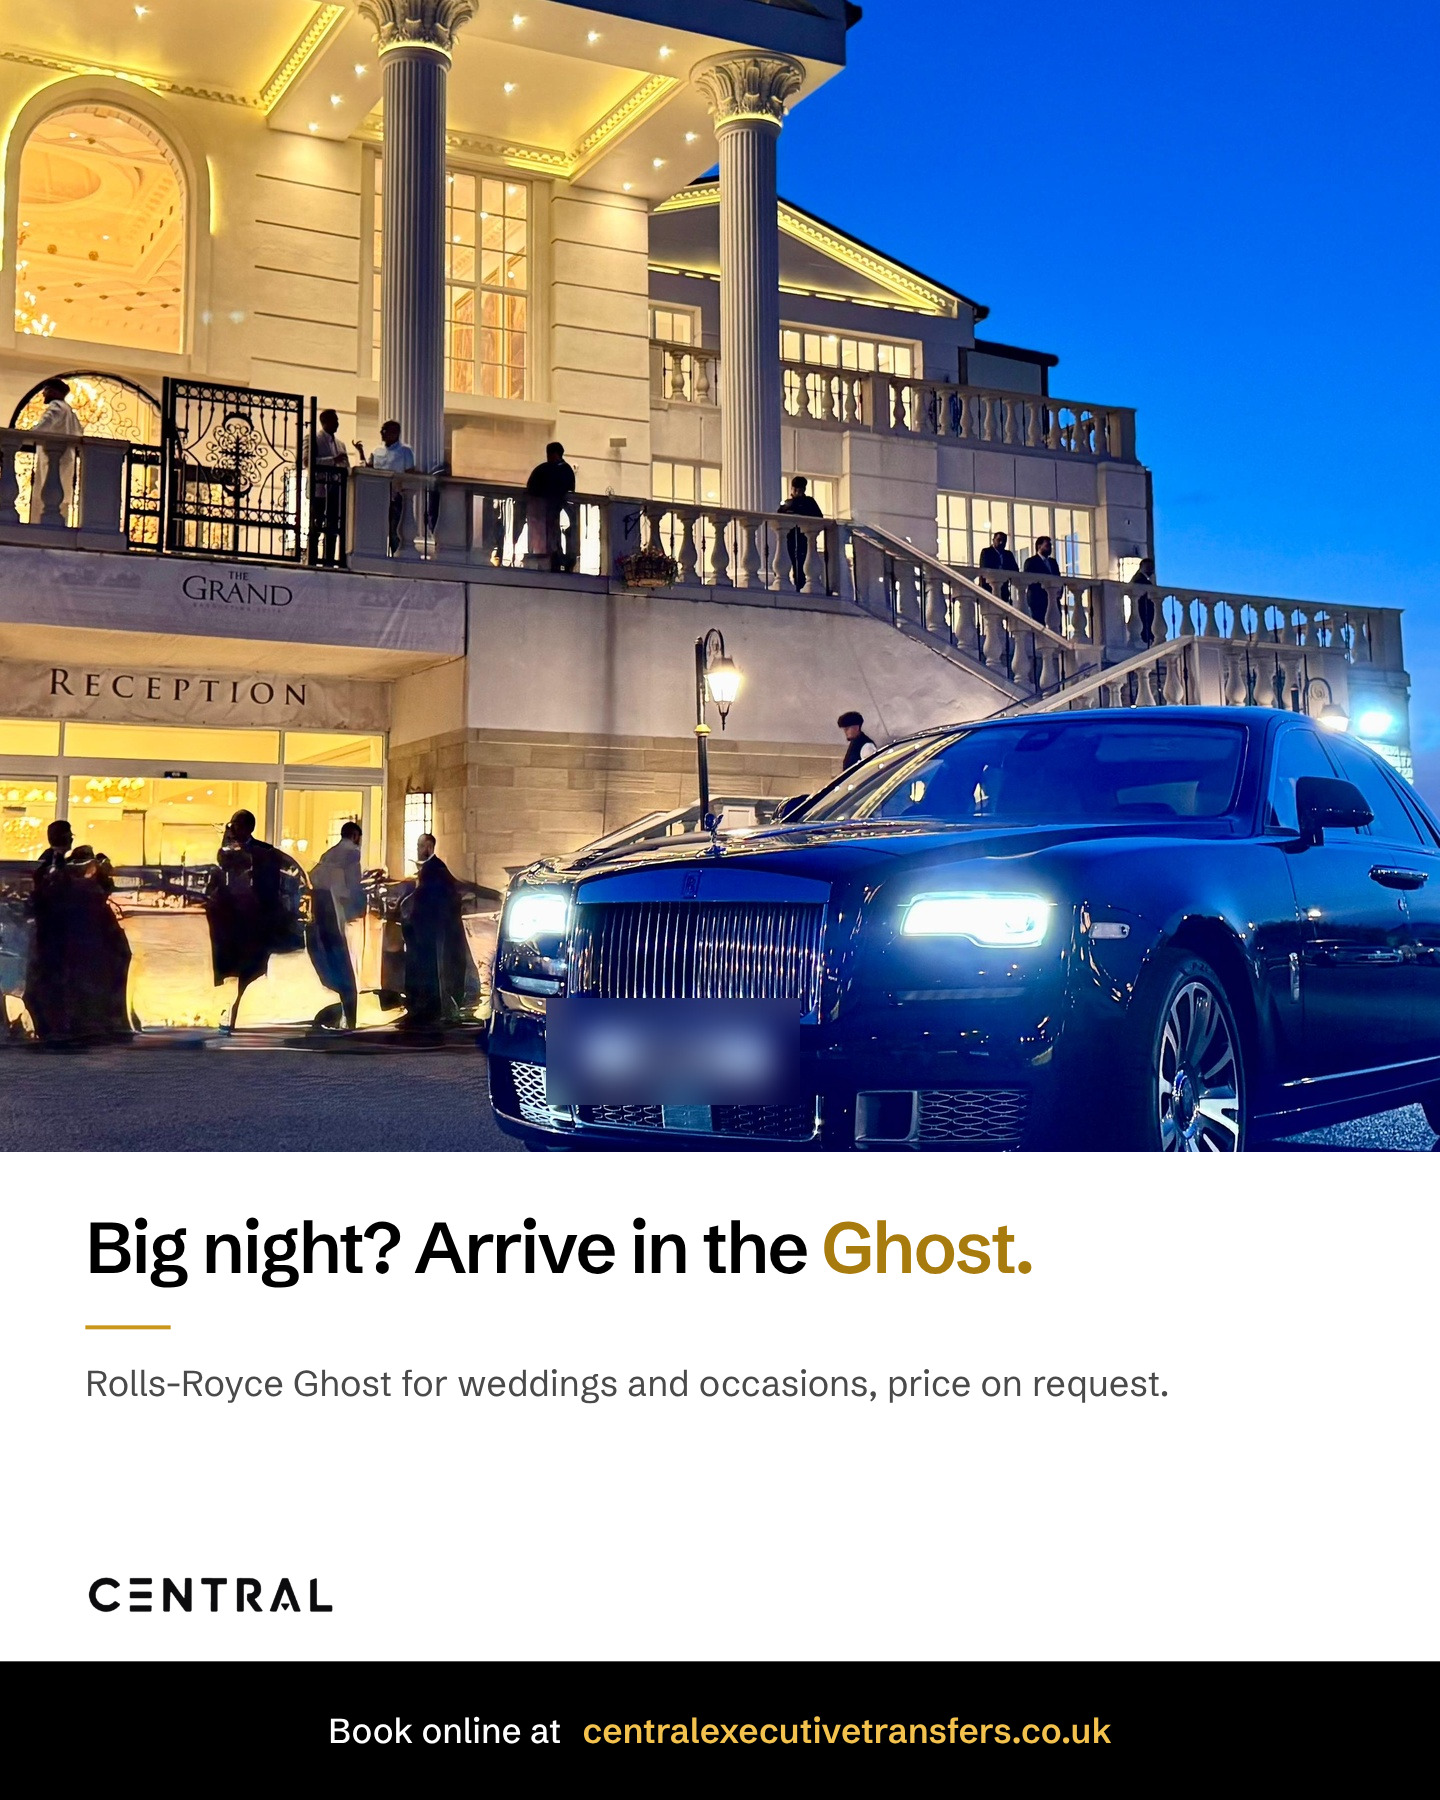 THE
GRAND
RECEPTION
Big night? Arrive in the Ghost.
Rolls-Royce Ghost for weddings and occasions, price on request.
CENTRAL
Book online at centralexecutivetransfers.co.uk